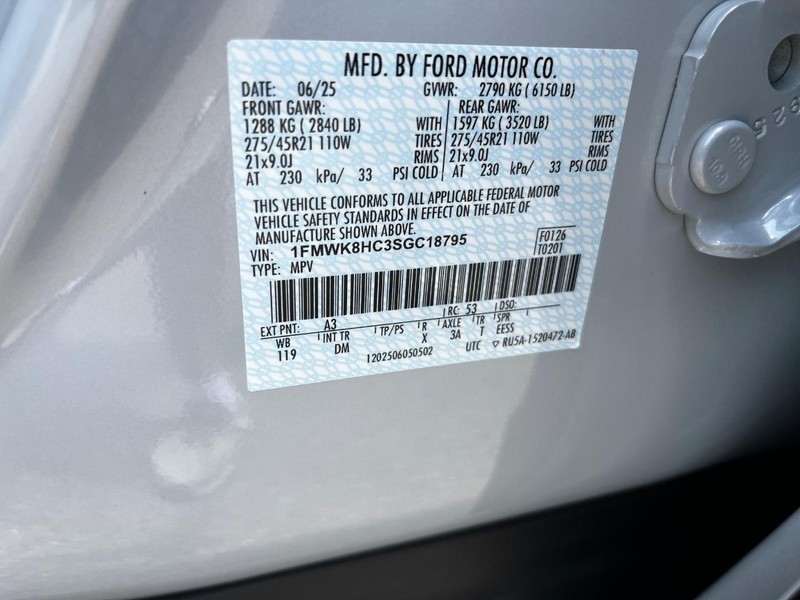 MFD. BY FORD MOTOR CO.
DATE: 06/25 GVWR: 2790 KG ( 6150 LB)
FRONT GAWR: REAR GAWR:
1288 KG ( 2840 LB) WITH 1597 KG ( 3520 LB) WITH
275/45R21 110W TIRES 275/45R21 110W TIRES
21x9.0J RIMS 21x9.0J RIMS
AT 230 kPa/ 33 PSI COLD AT 230 kPa/ 33 PSI COLD
THIS VEHICLE CONFORMS TO ALL APPLICABLE FEDERAL MOTOR
VEHICLE SAFETY STANDARDS IN EFFECT ON THE DATE OF
MANUFACTURE SHOWN ABOVE.
VIN: 1FMWK8HC3SGC18795 F0126
TYPE: MPV T0201
EXT PNT: A3 RC: 53 DSO:
WB INT TR TP/PS R AXLE TR SPR
119 DM X 3A T EESS
1202506050502 UTC ▽ RU5A-1520472-AB
925